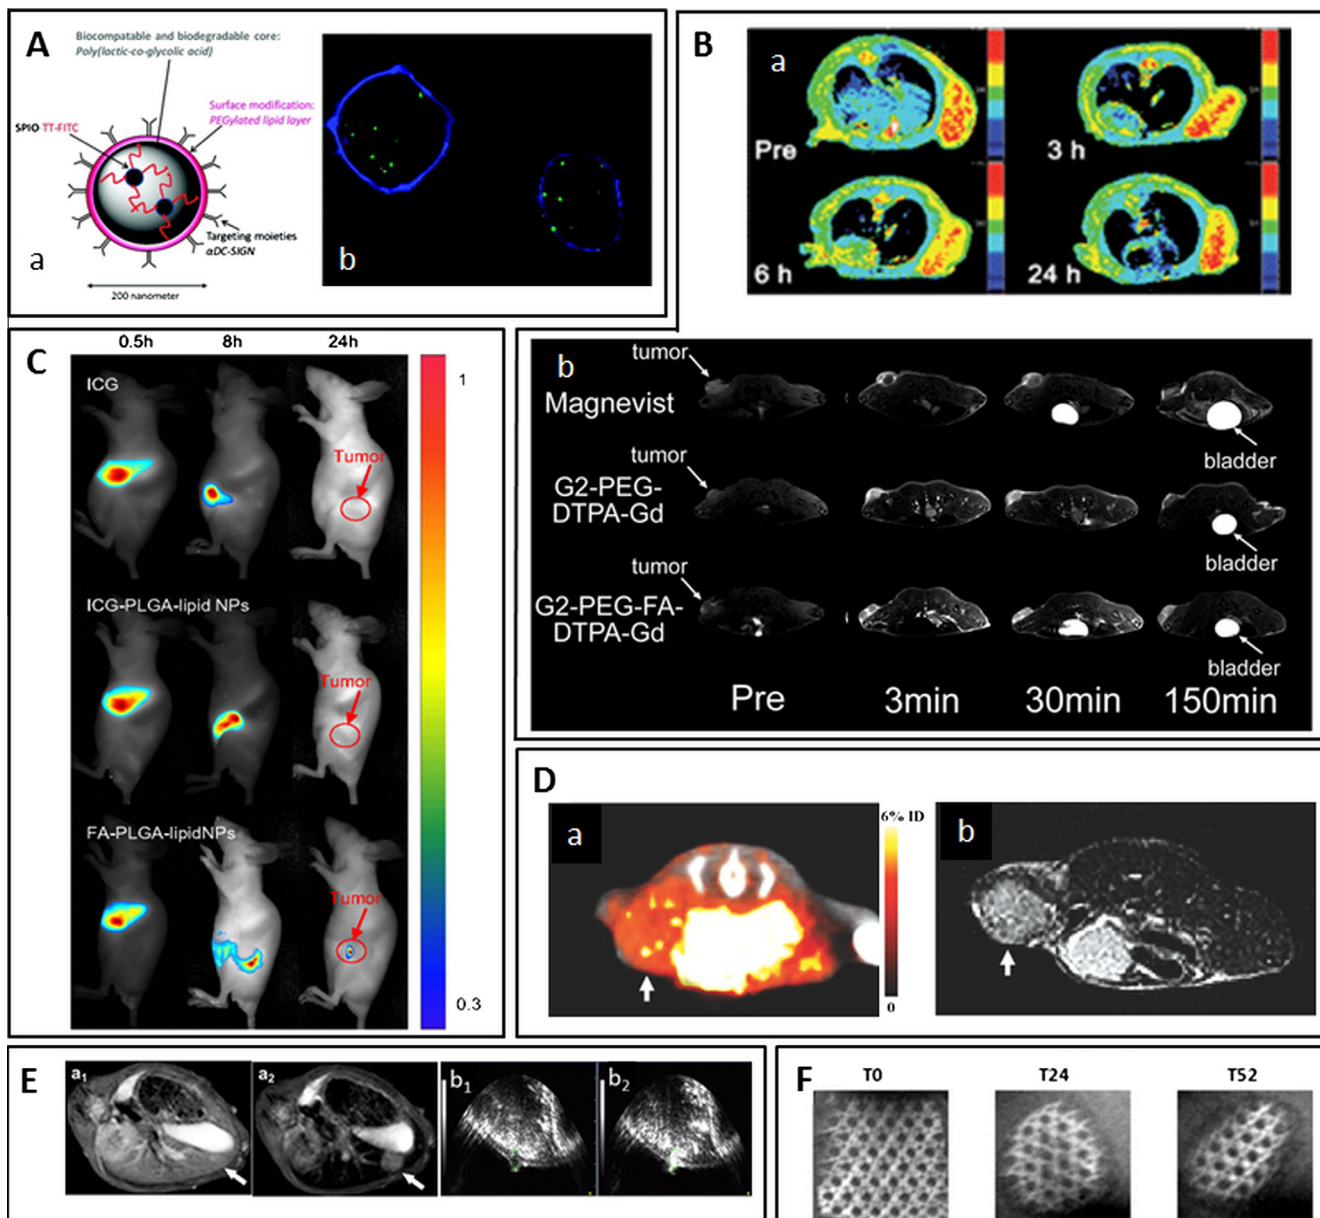 A
Biocompatable and biodegradable core:
Poly(lactic-co-glycolic acid)
Surface modification:
PEGylated lipid layer
SPIO TT-FITC
Targeting moieties
αDC-SIGN
200 nanometer
a
b
B
a
Pre
3 h
6 h
24 h
b
tumor
Magnevist
bladder
tumor
G2-PEG-
DTPA-Gd
bladder
tumor
G2-PEG-FA-
DTPA-Gd
bladder
Pre 3min 30min 150min
C
0.5h 8h 24h
ICG
Tumor
ICG-PLGA-lipid NPs
Tumor
FA-PLGA-lipidNPs
Tumor
1
0.3
D
a
6% ID
0
b
E
a1
a2
b1
b2
F
T0 T24 T52